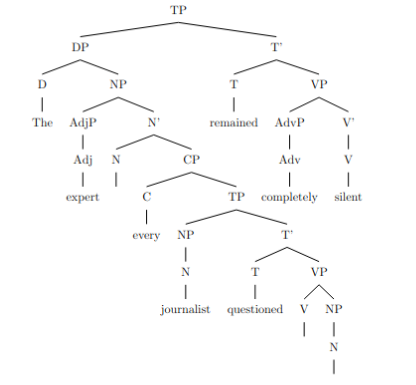 TP
DP T'
D NP T VP
The AdjP N' remained AdvP V'
Adj N CP Adv V
expert C TP completely silent
every NP T'
N T VP
journalist questioned V NP
N